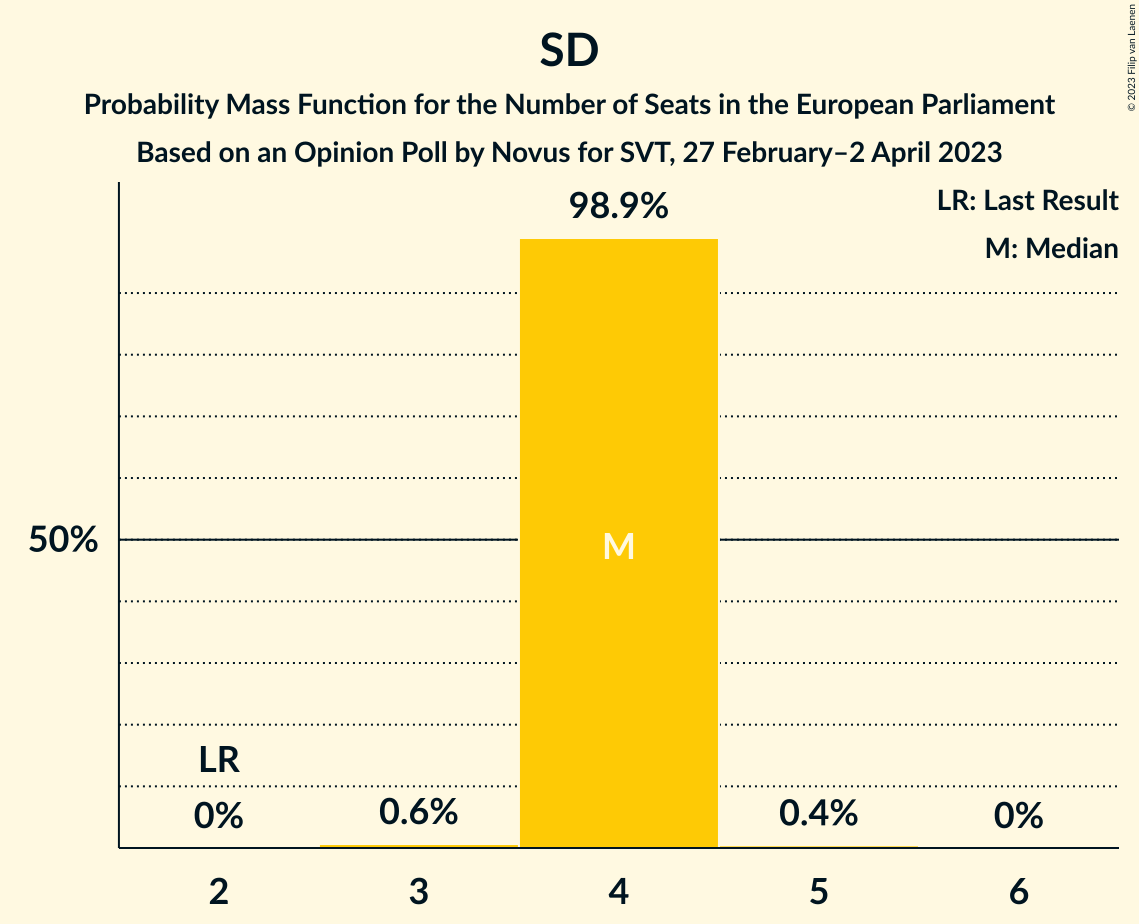 SD
Probability Mass Function for the Number of Seats in the European Parliament
Based on an Opinion Poll by Novus for SVT, 27 February–2 April 2023
© 2023 Filip van Laenen
LR: Last Result
M: Median
98.9%
50%
M
LR
0%
0.6%
0.4%
0%
2
3
4
5
6